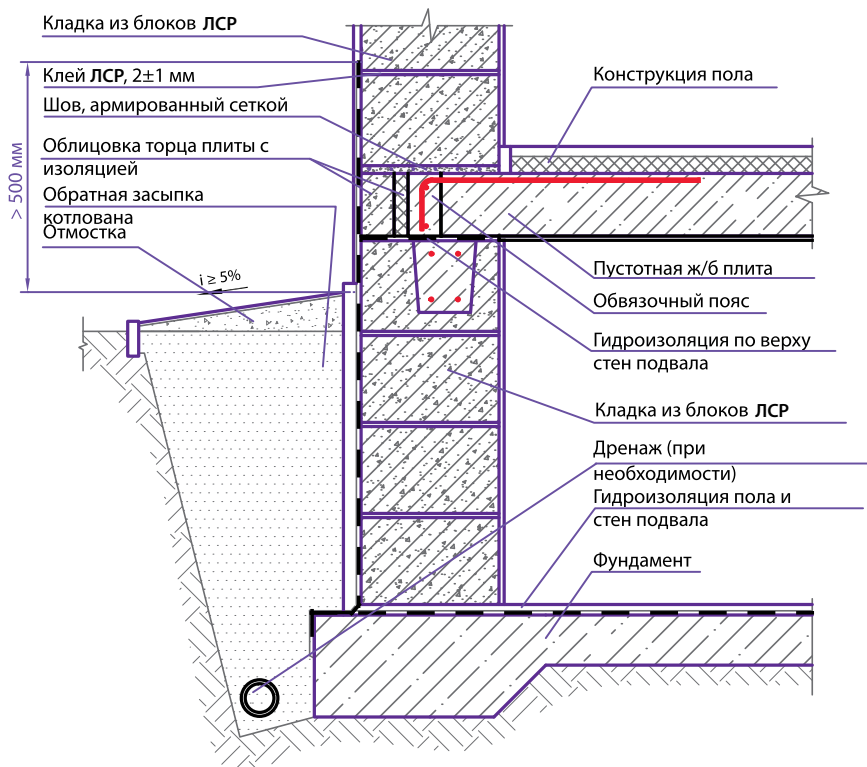 Кладка из блоков ЛСР
Клей ЛСР, 2±1 мм
Шов, армированный сеткой
Облицовка торца плиты с
изоляцией
Обратная засыпка
котлована
Отмостка
> 500 мм
i ≥ 5%
Конструкция пола
Пустотная ж/б плита
Обвязочный пояс
Гидроизоляция по верху
стен подвала
Кладка из блоков ЛСР
Дренаж (при
необходимости)
Гидроизоляция пола и
стен подвала
Фундамент